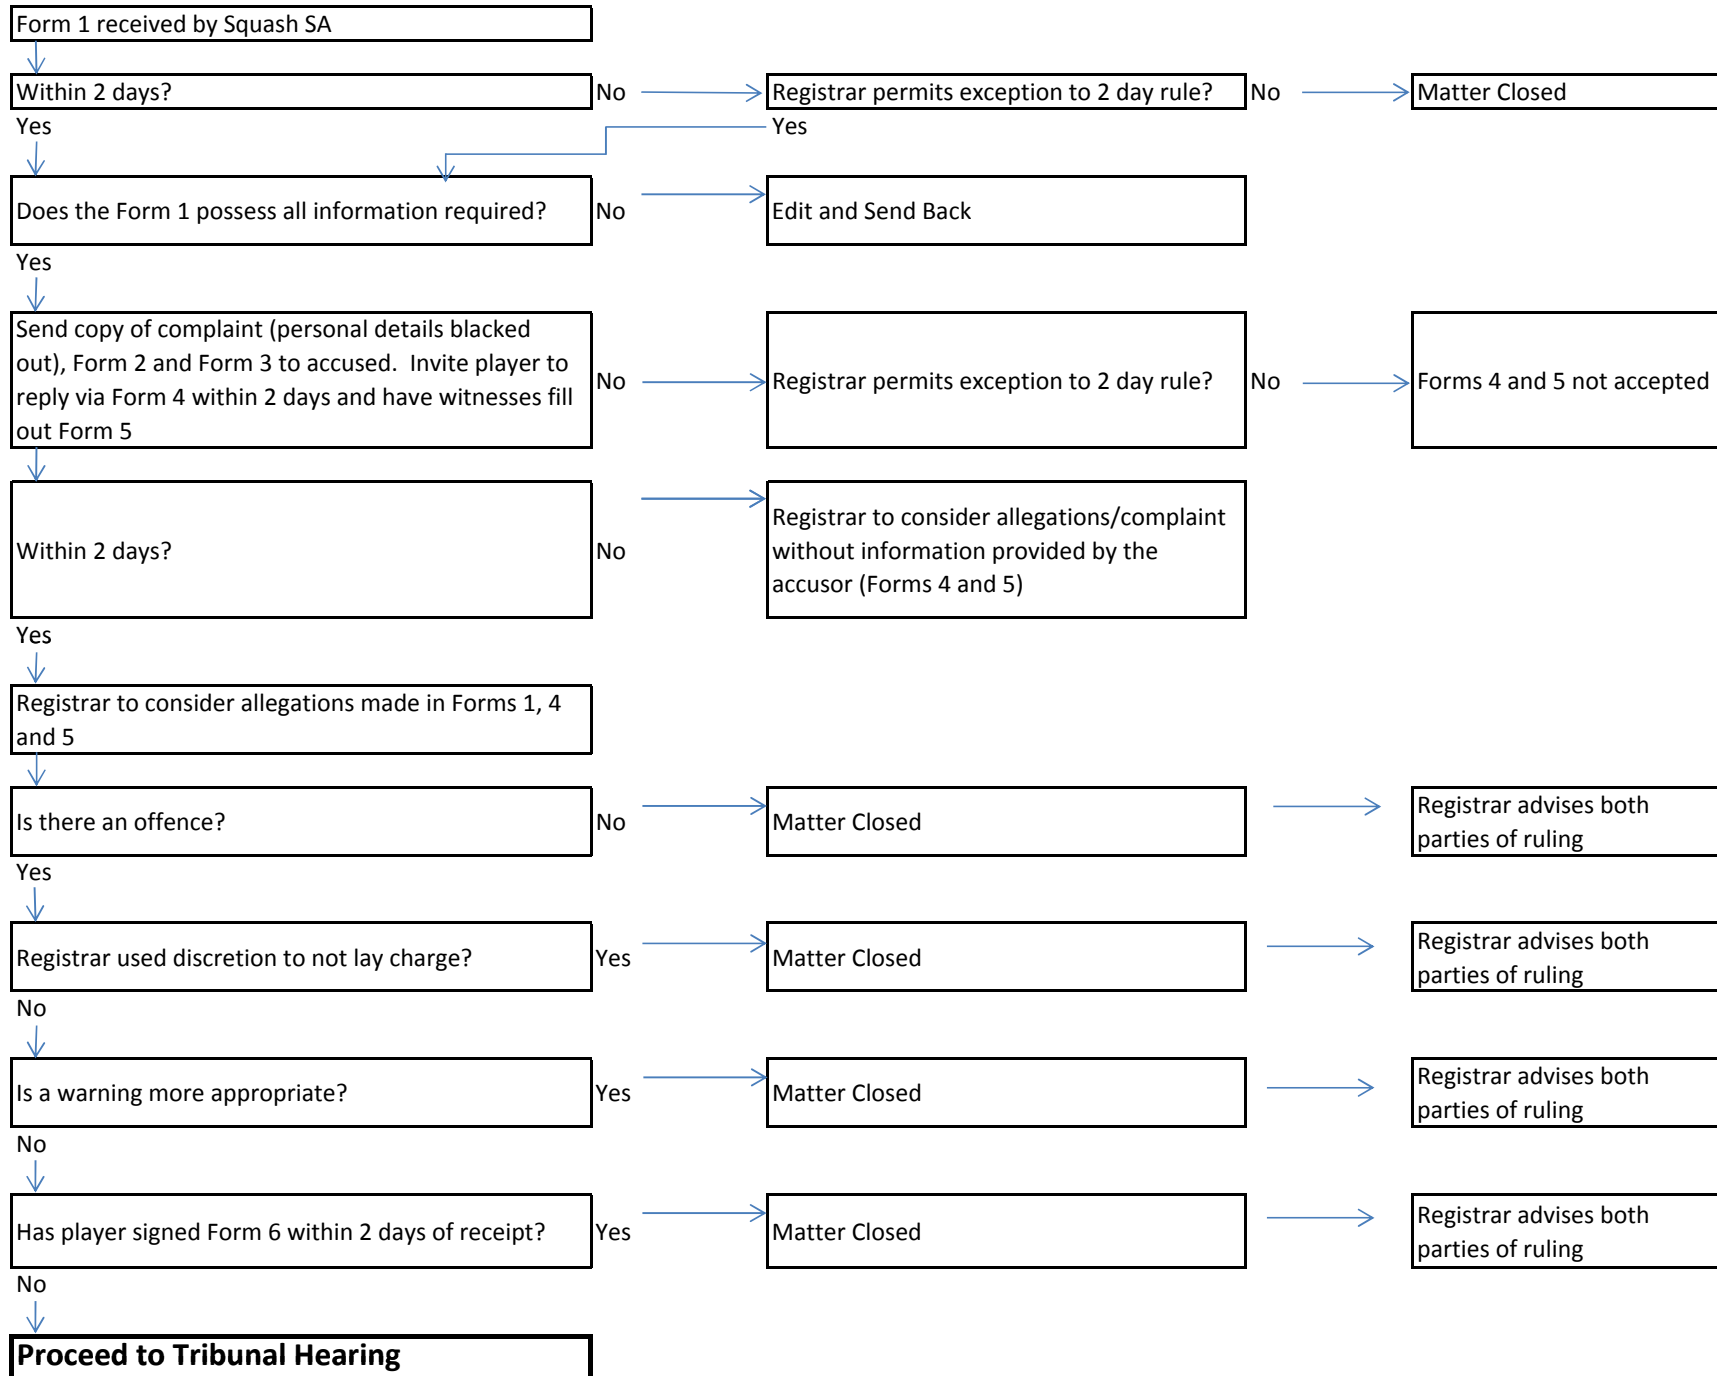 Form 1 received by Squash SA
Within 2 days?
No
Registrar permits exception to 2 day rule?
No
Matter Closed
Yes
Yes
Does the Form 1 possess all information required?
No
Edit and Send Back
Yes
Send copy of complaint (personal details blacked
out), Form 2 and Form 3 to accused.  Invite player to
reply via Form 4 within 2 days and have witnesses fill
out Form 5
No
Registrar permits exception to 2 day rule?
No
Forms 4 and 5 not accepted
Within 2 days?
No
Registrar to consider allegations/complaint
without information provided by the
accusor (Forms 4 and 5)
Yes
Registrar to consider allegations made in Forms 1, 4
and 5
Is there an offence?
No
Matter Closed
Registrar advises both
parties of ruling
Yes
Registrar used discretion to not lay charge?
Yes
Matter Closed
Registrar advises both
parties of ruling
No
Is a warning more appropriate?
Yes
Matter Closed
Registrar advises both
parties of ruling
No
Has player signed Form 6 within 2 days of receipt?
Yes
Matter Closed
Registrar advises both
parties of ruling
No
Proceed to Tribunal Hearing